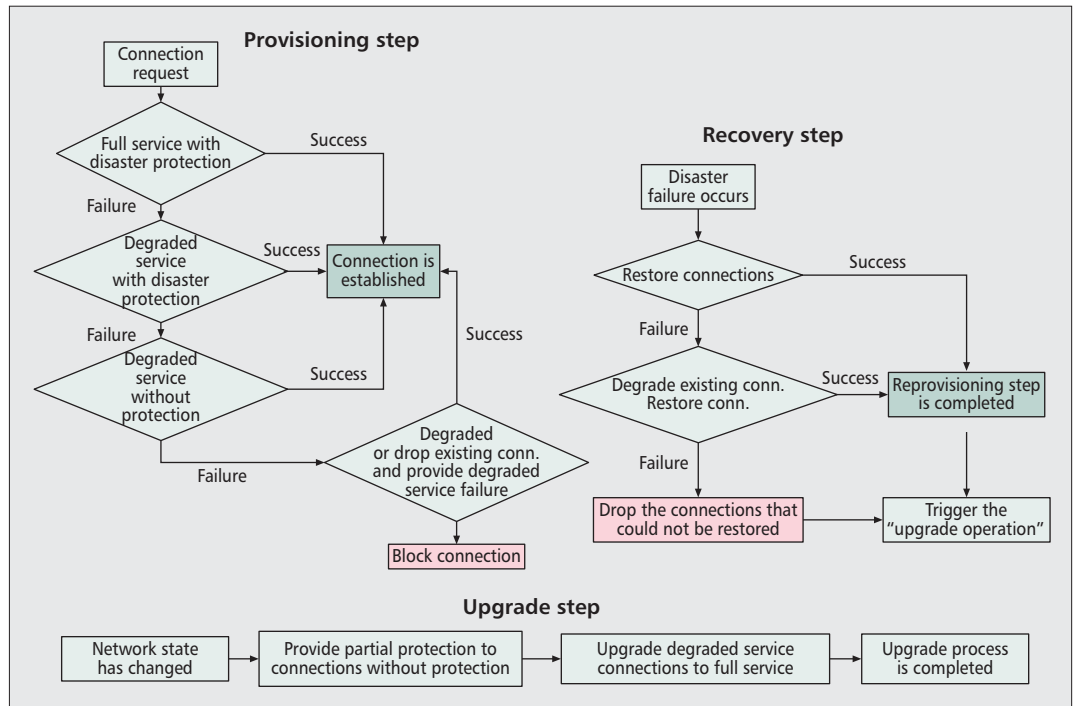 Provisioning step
Connection
request
Full service with
disaster protection
Success
Failure
Degraded
service
with disaster
protection
Success
Connection is
established
Failure
Degraded
service
without
protection
Success
Success
Failure
Degraded
or drop existing conn.
and provide degraded
service failure
Block connection
Recovery step
Disaster
failure occurs
Restore connections
Success
Failure
Degrade existing conn.
Restore conn.
Success
Reprovisioning step
is completed
Failure
Drop the connections that
could not be restored
Trigger the
“upgrade operation”
Upgrade step
Network state
has changed
Provide partial protection to
connections without protection
Upgrade degraded service
connections to full service
Upgrade process
is completed